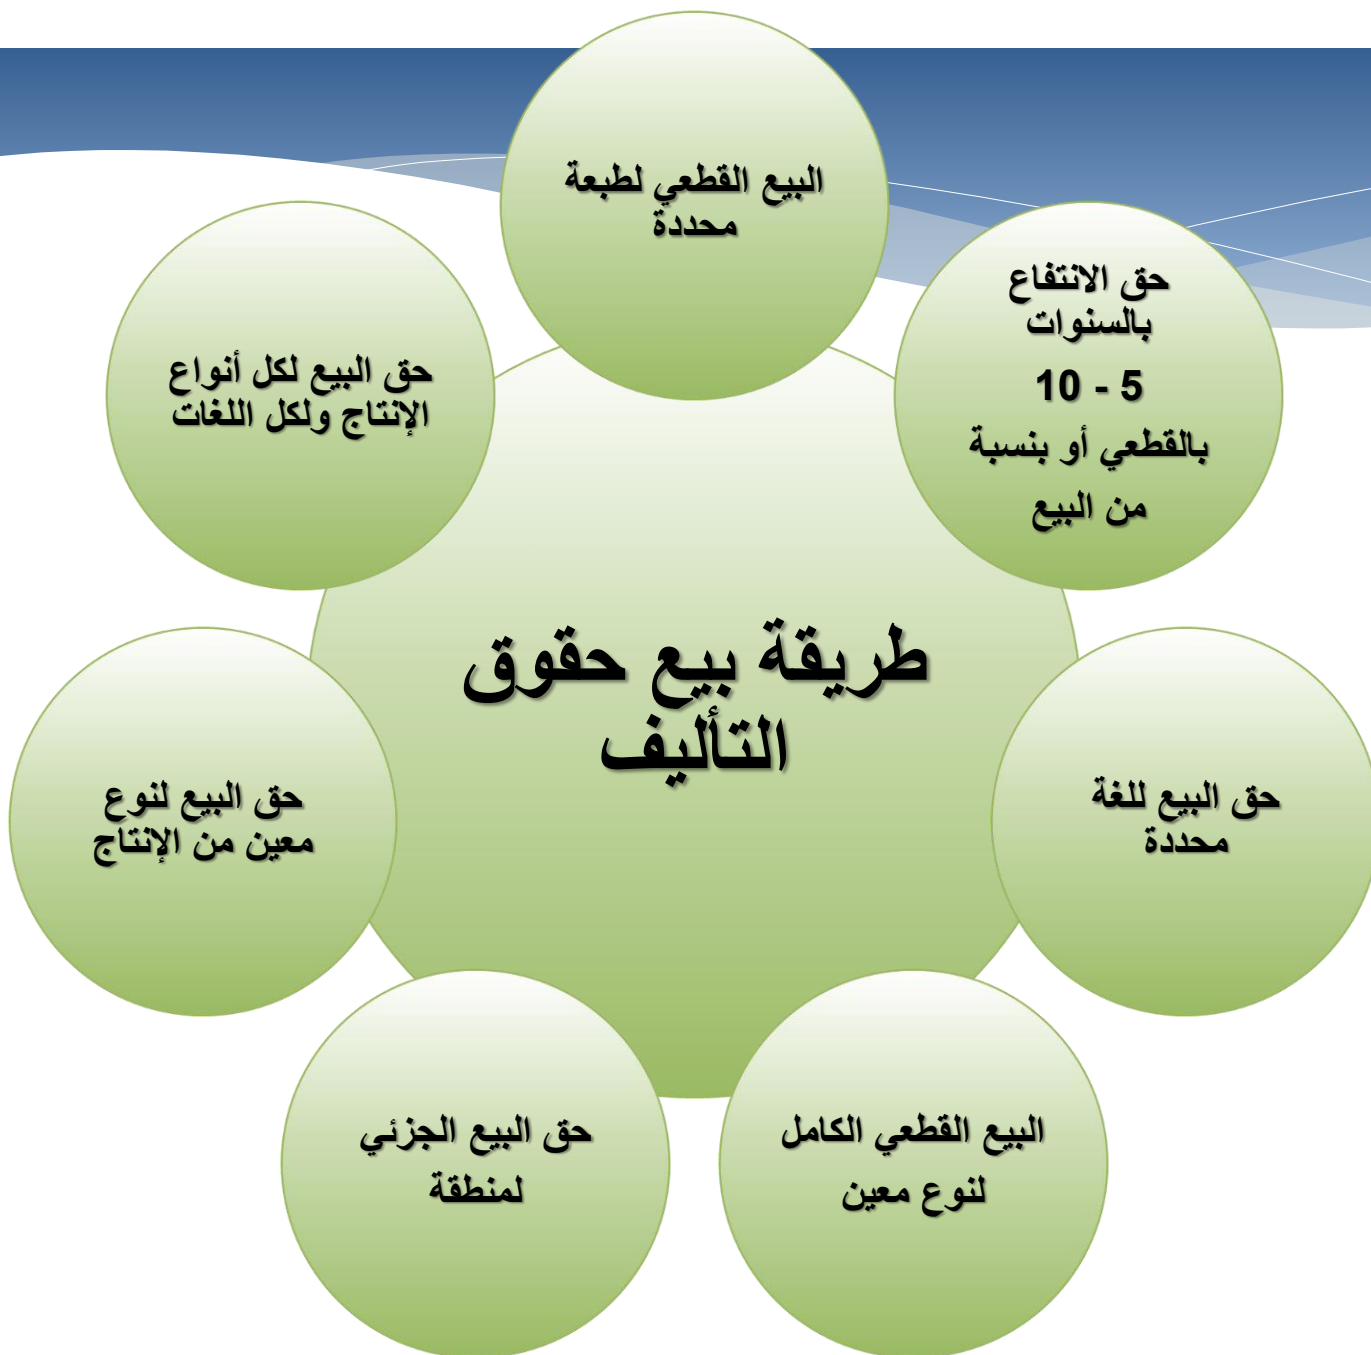 البيع القطعي لطبعة
محددة
حق الانتفاع
بالسنوات
5 - 10
بالقطعي أو بنسبة
من البيع
حق البيع لكل أنواع
الإنتاج ولكل اللغات
طريقة بيع حقوق
التأليف
حق البيع للغة
محددة
حق البيع لنوع
معين من الإنتاج
البيع القطعي الكامل
لنوع معين
حق البيع الجزئي
لمنطقة